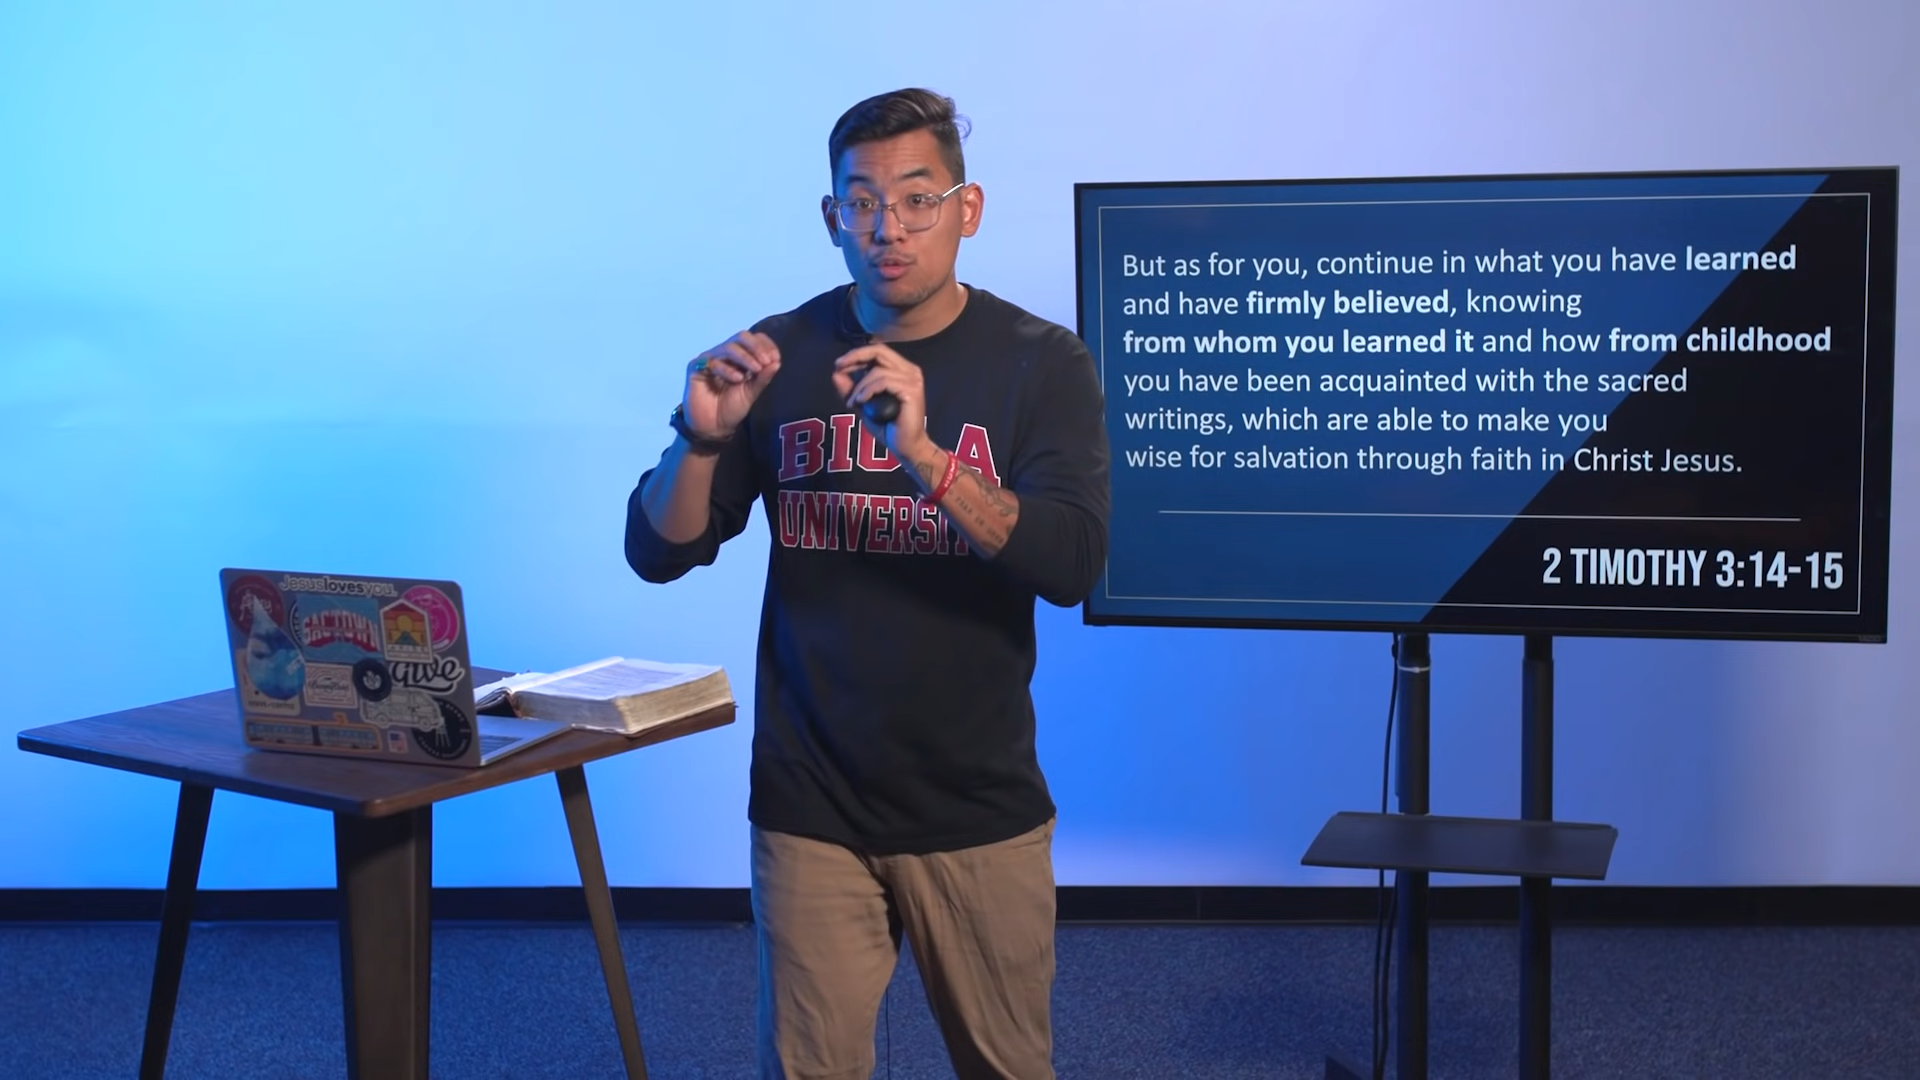 But as for you, continue in what you have learned
and have firmly believed, knowing
from whom you learned it and how from childhood
you have been acquainted with the sacred
writings, which are able to make you
wise for salvation through faith in Christ Jesus.
2 TIMOTHY 3:14-15
BIOLA
UNIVERSIT
Jesuslovesyou.
SACTOWN
give